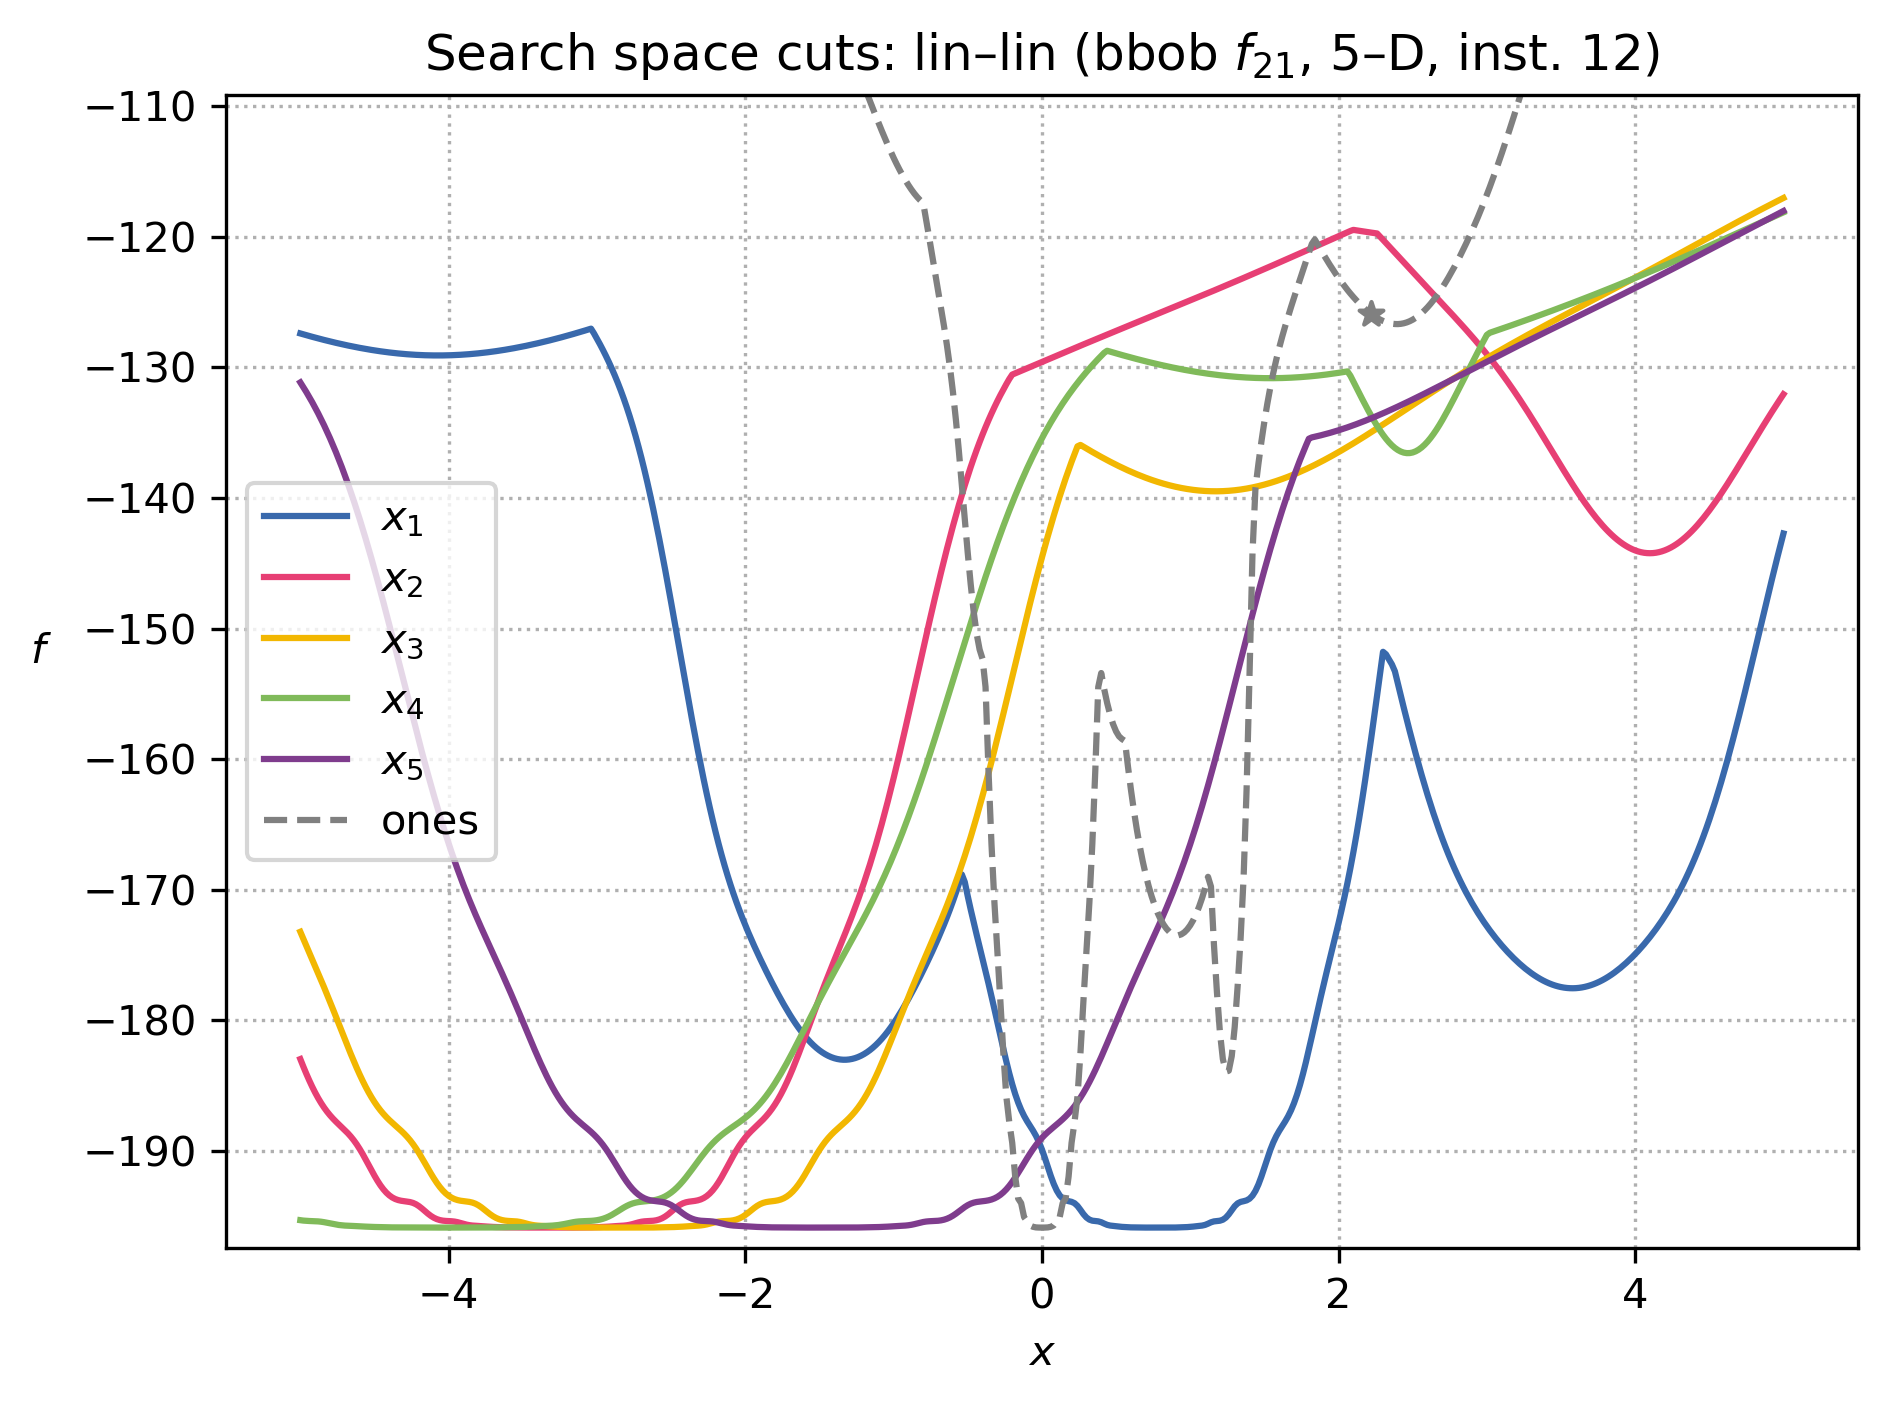 Search space cuts: lin–lin (bbob f₂₁, 5–D, inst. 12)
−110
−120
−130
−140
−150
−160
−170
−180
−190
f
x₁
x₂
x₃
x₄
x₅
ones
−4 −2 0 2 4
x